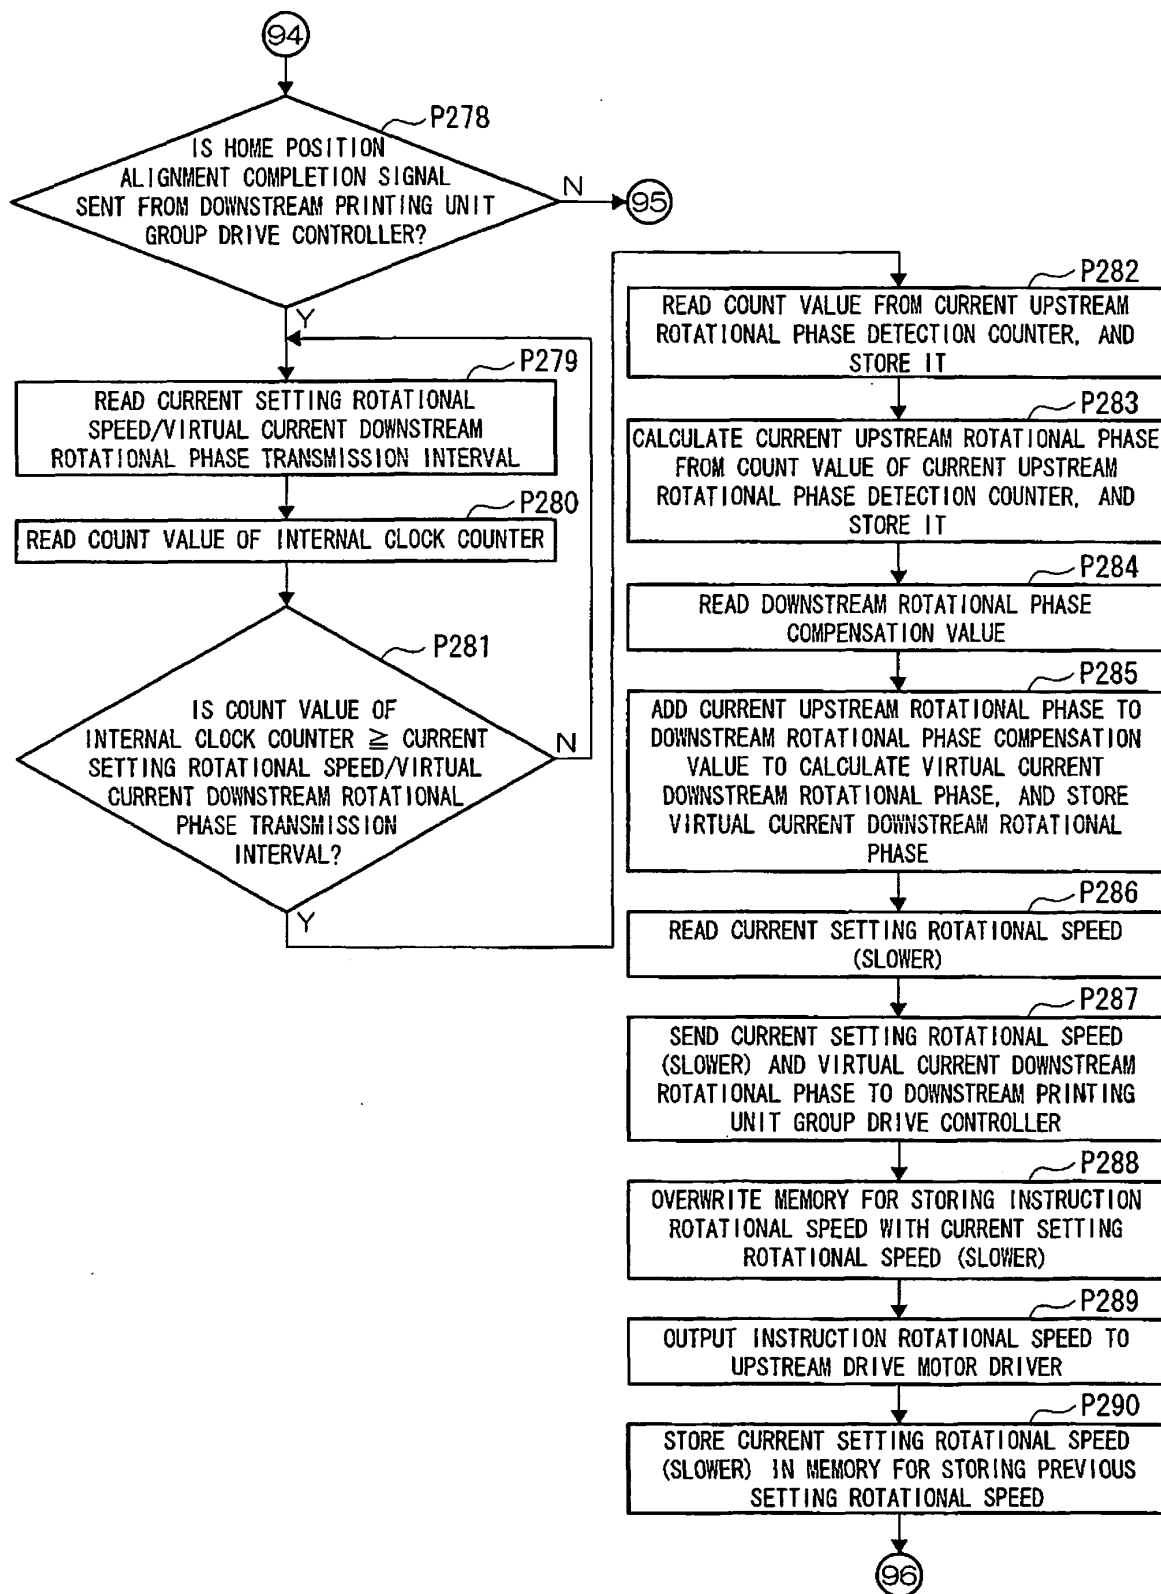 94
P278
IS HOME POSITION
ALIGNMENT COMPLETION SIGNAL
SENT FROM DOWNSTREAM PRINTING UNIT
GROUP DRIVE CONTROLLER?
N
95
Y
P279
READ CURRENT SETTING ROTATIONAL
SPEED/VIRTUAL CURRENT DOWNSTREAM
ROTATIONAL PHASE TRANSMISSION INTERVAL
P280
READ COUNT VALUE OF INTERNAL CLOCK COUNTER
P281
IS COUNT VALUE OF
INTERNAL CLOCK COUNTER ≧ CURRENT
SETTING ROTATIONAL SPEED/VIRTUAL
CURRENT DOWNSTREAM ROTATIONAL
PHASE TRANSMISSION
INTERVAL?
N
Y
P282
READ COUNT VALUE FROM CURRENT UPSTREAM
ROTATIONAL PHASE DETECTION COUNTER, AND
STORE IT
P283
CALCULATE CURRENT UPSTREAM ROTATIONAL PHASE
FROM COUNT VALUE OF CURRENT UPSTREAM
ROTATIONAL PHASE DETECTION COUNTER, AND
STORE IT
P284
READ DOWNSTREAM ROTATIONAL PHASE
COMPENSATION VALUE
P285
ADD CURRENT UPSTREAM ROTATIONAL PHASE TO
DOWNSTREAM ROTATIONAL PHASE COMPENSATION
VALUE TO CALCULATE VIRTUAL CURRENT
DOWNSTREAM ROTATIONAL PHASE, AND STORE
VIRTUAL CURRENT DOWNSTREAM ROTATIONAL
PHASE
P286
READ CURRENT SETTING ROTATIONAL SPEED
(SLOWER)
P287
SEND CURRENT SETTING ROTATIONAL SPEED
(SLOWER) AND VIRTUAL CURRENT DOWNSTREAM
ROTATIONAL PHASE TO DOWNSTREAM PRINTING
UNIT GROUP DRIVE CONTROLLER
P288
OVERWRITE MEMORY FOR STORING INSTRUCTION
ROTATIONAL SPEED WITH CURRENT SETTING
ROTATIONAL SPEED (SLOWER)
P289
OUTPUT INSTRUCTION ROTATIONAL SPEED TO
UPSTREAM DRIVE MOTOR DRIVER
P290
STORE CURRENT SETTING ROTATIONAL SPEED
(SLOWER) IN MEMORY FOR STORING PREVIOUS
SETTING ROTATIONAL SPEED
96